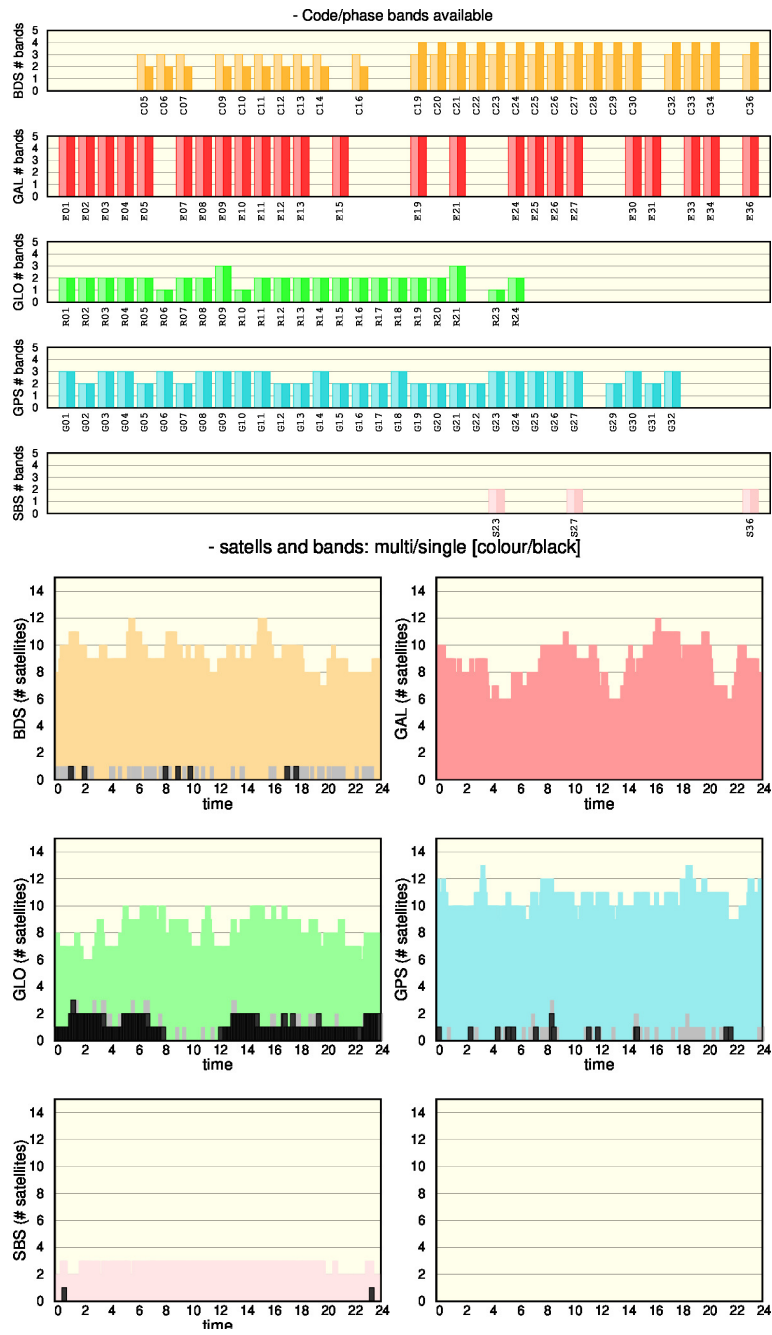 - Code/phase bands available
BDS # bands
5
4
3
2
1
0
C05 C06 C07 C09 C10 C11 C12 C13 C14 C16 C19 C20 C21 C22 C23 C24 C25 C26 C27 C28 C29 C30 C32 C33 C34 C36
GAL # bands
5
4
3
2
1
0
E01 E02 E03 E04 E05 E07 E08 E09 E10 E11 E12 E13 E15 E19 E21 E24 E25 E26 E27 E30 E31 E33 E34 E36
GLO # bands
5
4
3
2
1
0
R01 R02 R03 R04 R05 R06 R07 R08 R09 R10 R11 R12 R13 R14 R15 R16 R17 R18 R19 R20 R21 R23 R24
GPS # bands
5
4
3
2
1
0
G01 G02 G03 G04 G05 G06 G07 G08 G09 G10 G11 G12 G13 G14 G15 G16 G17 G18 G19 G20 G21 G22 G23 G24 G25 G26 G27 G29 G30 G31 G32
SBS # bands
5
4
3
2
1
0
S23 S27 S36
- satells and bands: multi/single [colour/black]
BDS (# satellites)
14
12
10
8
6
4
2
0
0 2 4 6 8 10 12 14 16 18 20 22 24
time
GAL (# satellites)
14
12
10
8
6
4
2
0
0 2 4 6 8 10 12 14 16 18 20 22 24
time
GLO (# satellites)
14
12
10
8
6
4
2
0
0 2 4 6 8 10 12 14 16 18 20 22 24
time
GPS (# satellites)
14
12
10
8
6
4
2
0
0 2 4 6 8 10 12 14 16 18 20 22 24
time
SBS (# satellites)
14
12
10
8
6
4
2
0
0 2 4 6 8 10 12 14 16 18 20 22 24
time
14
12
10
8
6
4
2
0
0 2 4 6 8 10 12 14 16 18 20 22 24